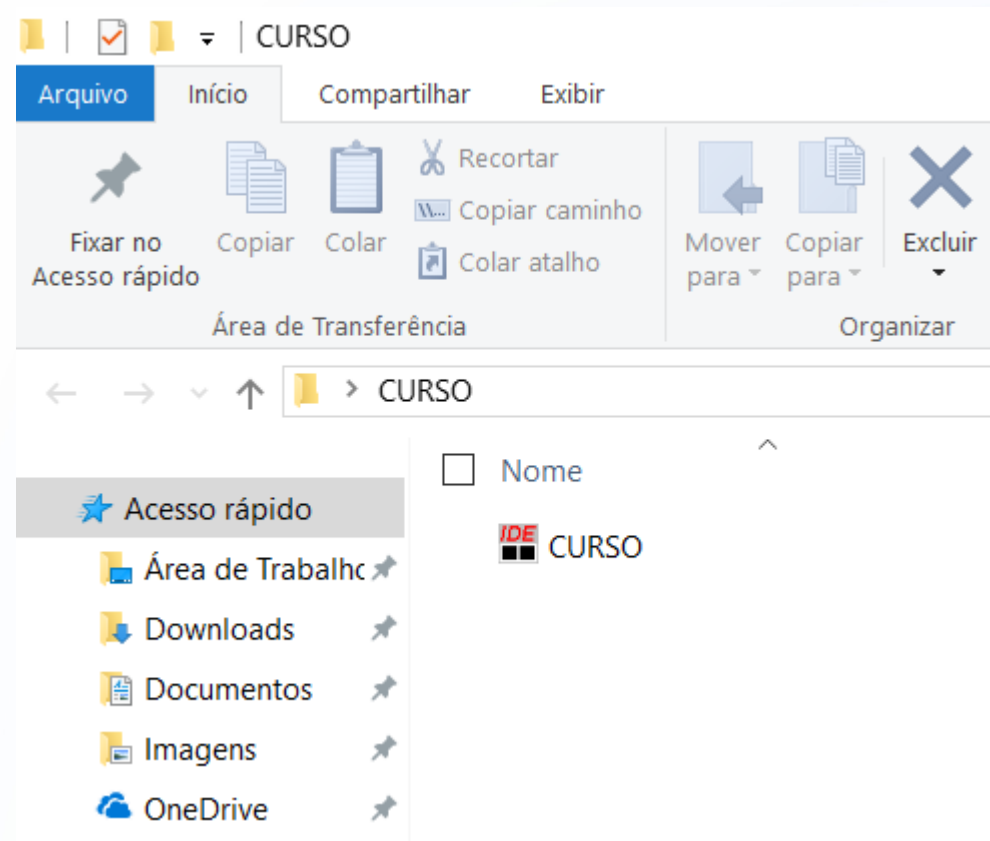 CURSO
Arquivo Início Compartilhar Exibir
Recortar
Copiar caminho
Colar atalho
Fixar no
Acesso rápido
Copiar
Colar
Mover
para
Copiar
para
Excluir
Área de Transferência
Organizar
> CURSO
Nome
Acesso rápido
IDE CURSO
Área de Trabalho
Downloads
Documentos
Imagens
OneDrive